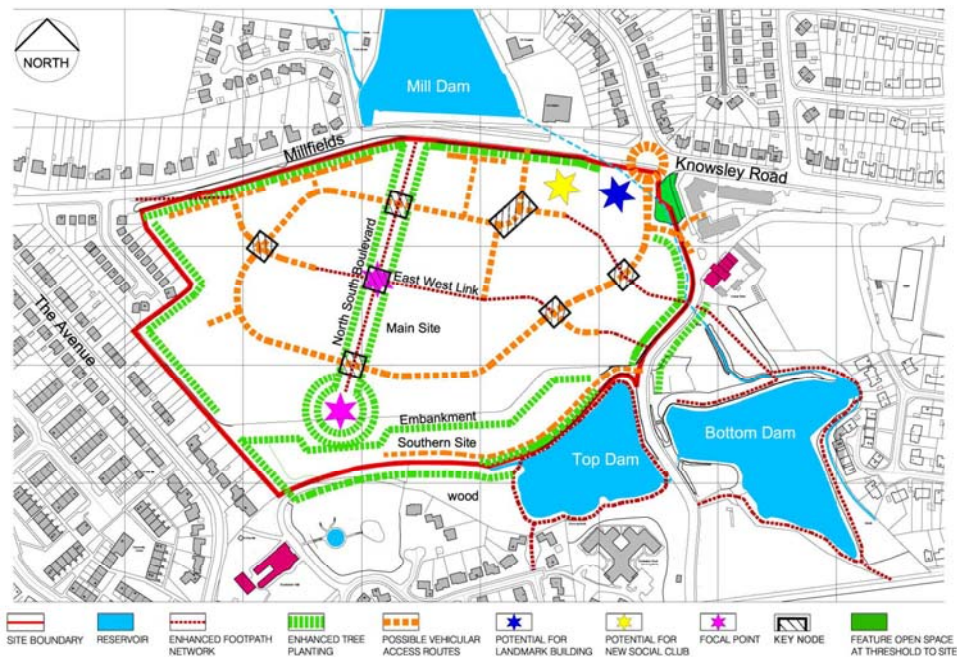 NORTH
Mill Dam
Millfields
Knowsley Road
North South Boulevard
East West Link
The Avenue
Main Site
Embankment
Southern Site
Top Dam
Bottom Dam
wood
SITE BOUNDARY
RESERVOIR
ENHANCED FOOTPATH
NETWORK
ENHANCED TREE
PLANTING
POSSIBLE VEHICULAR
ACCESS ROUTES
POTENTIAL FOR
LANDMARK BUILDING
POTENTIAL FOR
NEW SOCIAL CLUB
FOCAL POINT
KEY NODE
FEATURE OPEN SPACE
AT THRESHOLD TO SITE